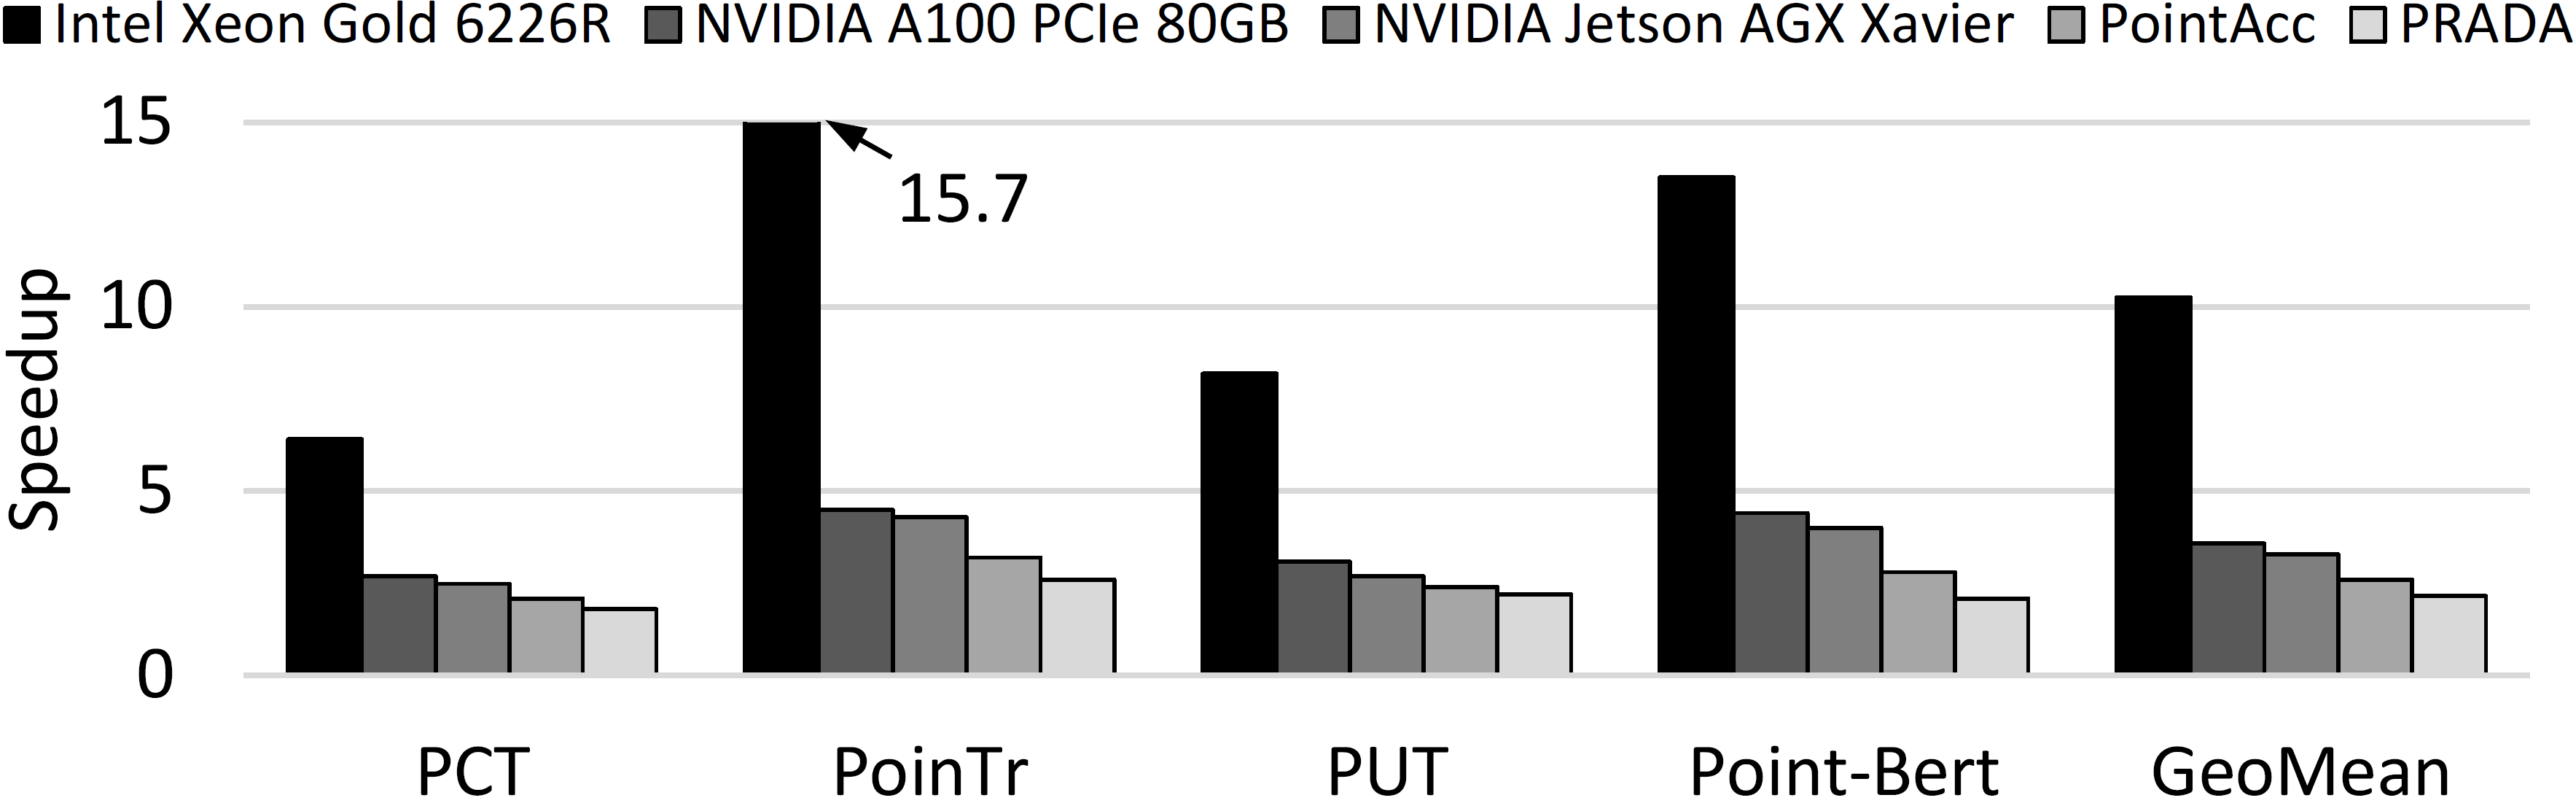 Intel Xeon Gold 6226R NVIDIA A100 PCIe 80GB NVIDIA Jetson AGX Xavier PointAcc PRADA
15
15.7
10
Speedup
5
0
PCT PoinTr PUT Point-Bert GeoMean